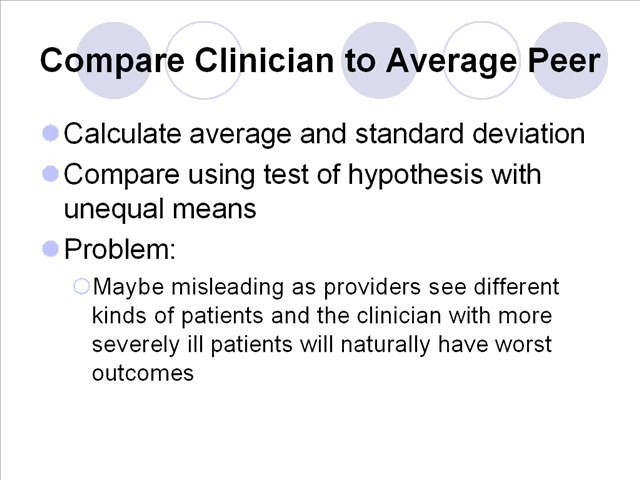 Compare Clinician to Average Peer
Calculate average and standard deviation
Compare using test of hypothesis with
unequal means
Problem:
Maybe misleading as providers see different
kinds of patients and the clinician with more
severely ill patients will naturally have worst
outcomes